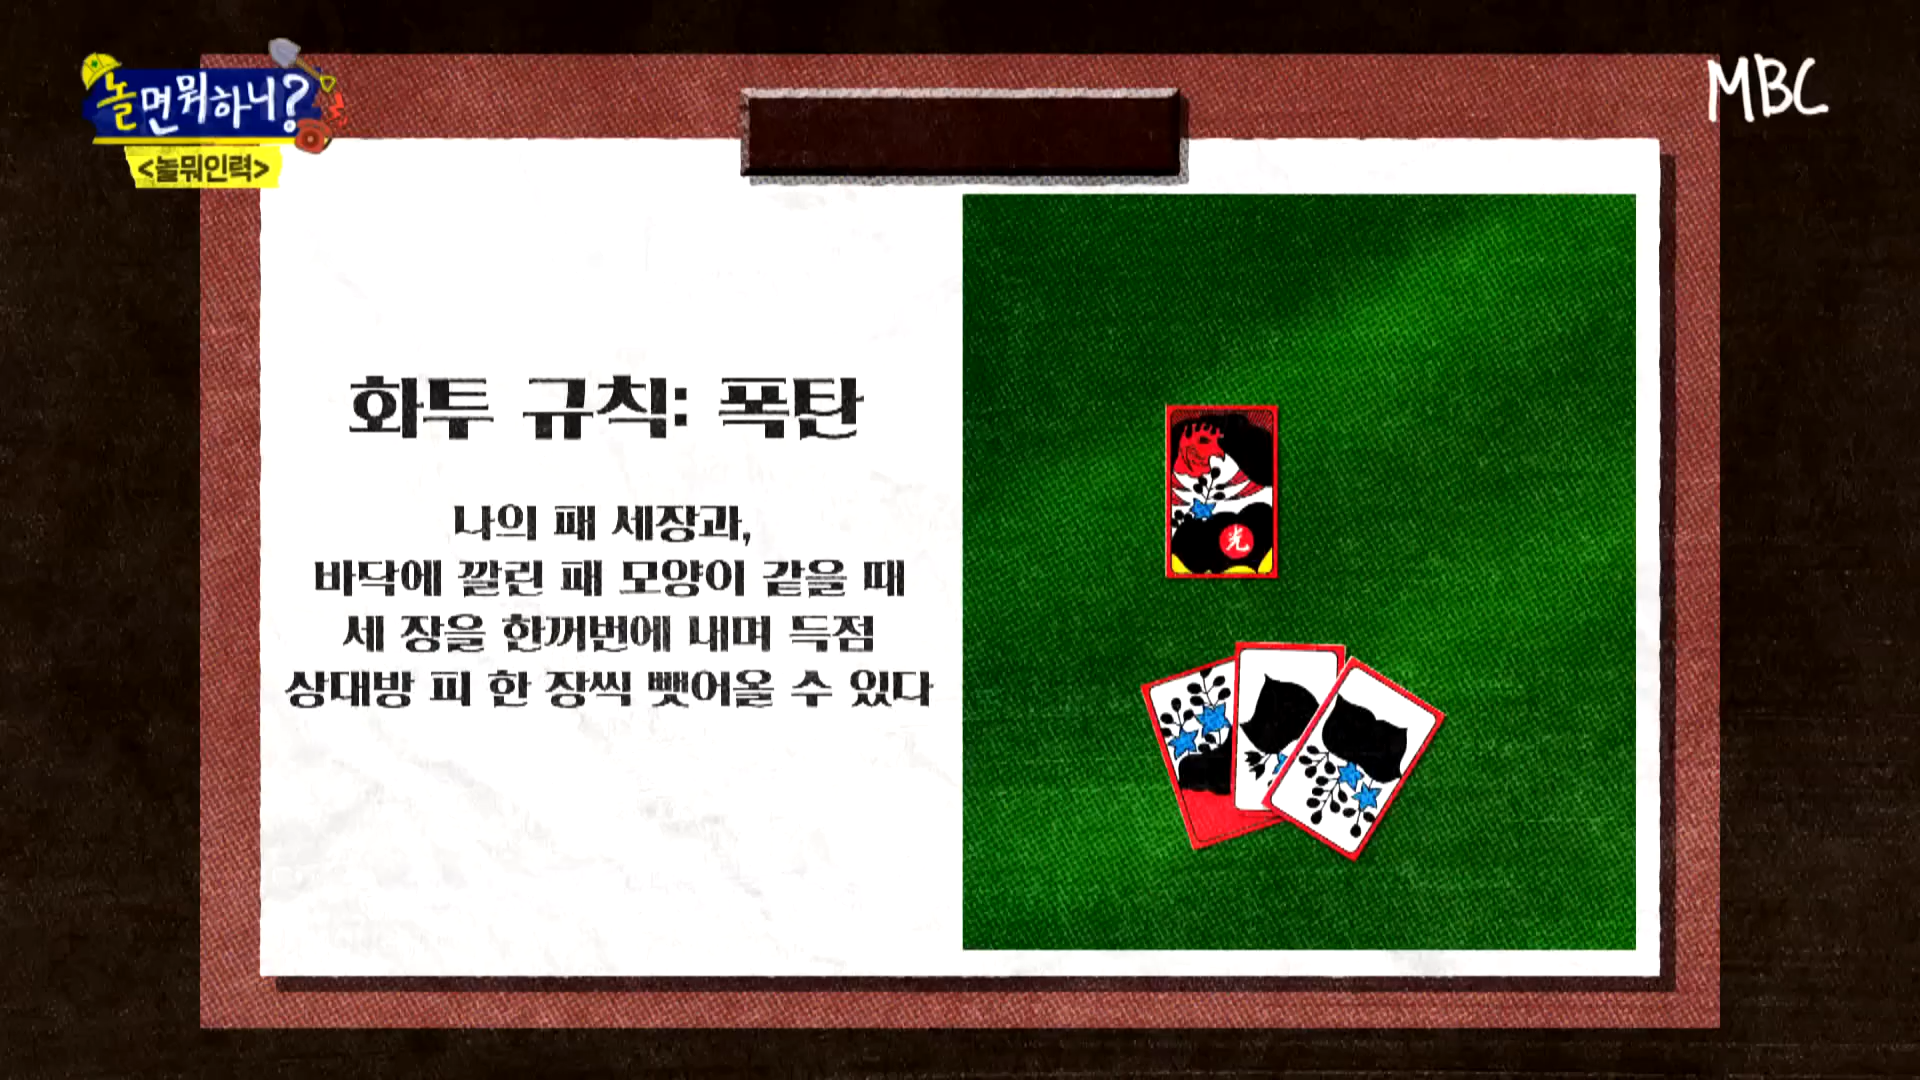 놀면뭐하니?
<놀뭐인력>
MBC
화투 규칙: 폭탄
나의 패 세장과,
바닥에 깔린 패 모양이 같을 때
세 장을 한꺼번에 내며 득점
상대방 피 한 장씩 뺏어올 수 있다
光